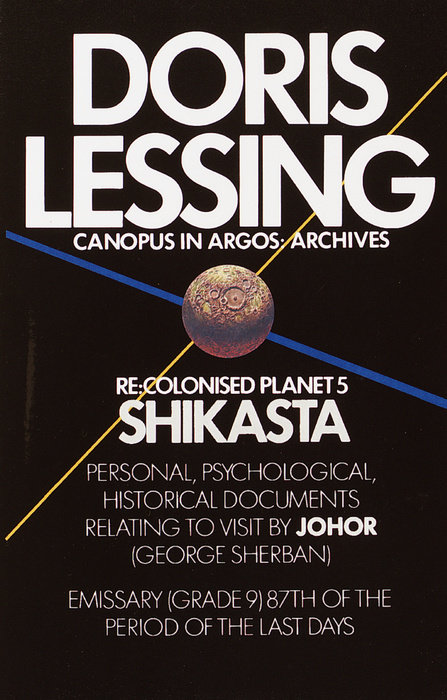 DORIS
LESSING
CANOPUS IN ARGOS: ARCHIVES
RE:COLONISED PLANET 5
SHIKASTA
PERSONAL, PSYCHOLOGICAL,
HISTORICAL DOCUMENTS
RELATING TO VISIT BY JOHOR
(GEORGE SHERBAN)
EMISSARY (GRADE 9) 87TH OF THE
PERIOD OF THE LAST DAYS